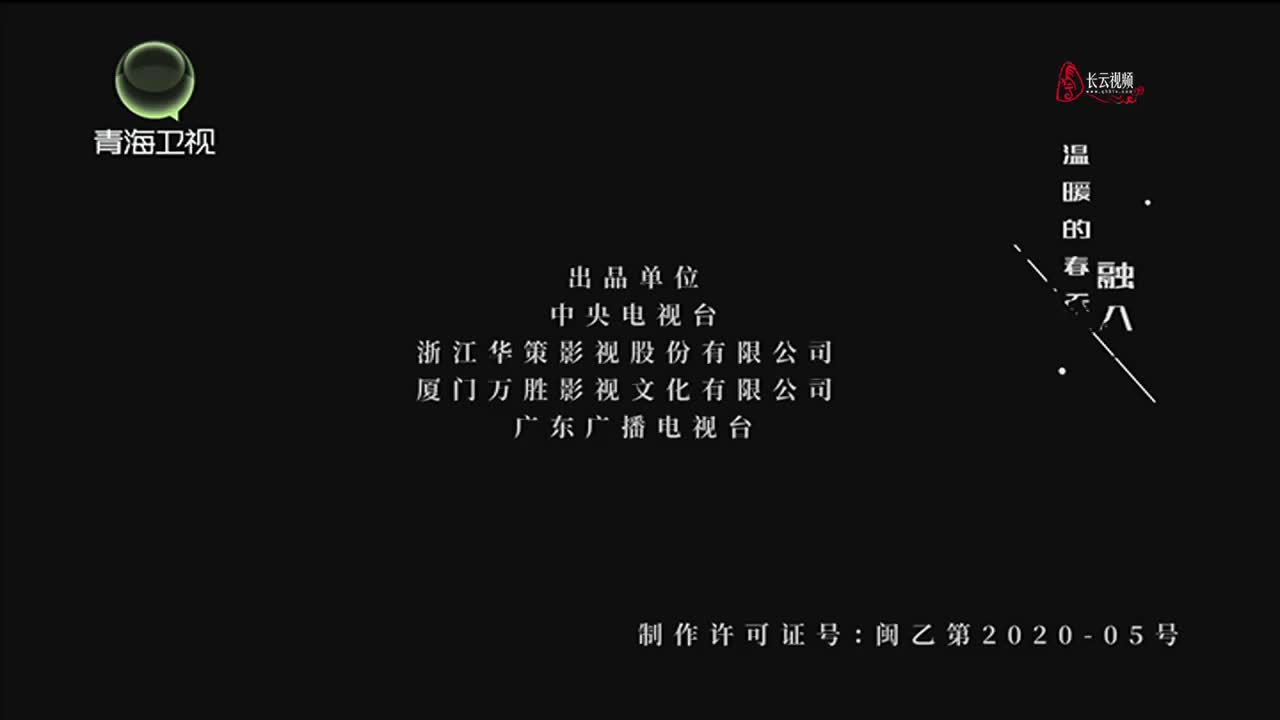 青海卫视
长云视频
温暖的春
融八
出品单位
中央电视台
浙江华策影视股份有限公司
厦门万胜影视文化有限公司
广东广播电视台
制作许可证号:闽乙第2020-05号